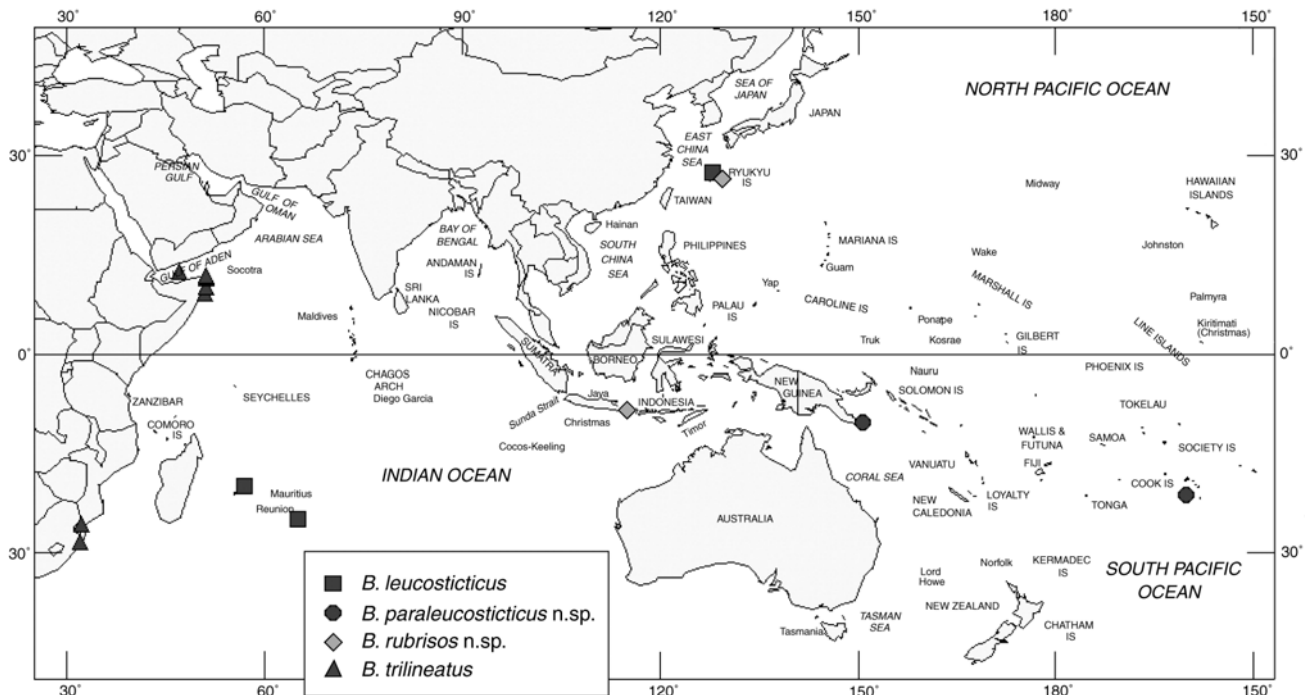 30° 60° 90° 120° 150° 180° 150°
NORTH PACIFIC OCEAN
SEA OF
JAPAN
JAPAN
EAST
CHINA
SEA
30°
30°
PERSIAN
GULF
GULF OF
OMAN
ARABIAN SEA
GULF OF ADEN
Socotra
BAY OF
BENGAL
ANDAMAN
IS
SRI
LANKA
NICOBAR
IS
Maldives
RYUKYU
IS
TAIWAN
Hainan
SOUTH
CHINA
SEA
PHILIPPINES
Midway
HAWAIIAN
ISLANDS
Johnston
MARIANA IS
Guam
Wake
Yap
PALAU
IS
CAROLINE IS
MARSHALL IS
Palmyra
Kiritimati
(Christmas)
LINE ISLANDS
Ponape
Truk
Kosrae
GILBERT
IS
0°
0°
SUMATRA
BORNEO
SULAWESI
CHAGOS
ARCH
Diego Garcia
SEYCHELLES
ZANZIBAR
COMORO
IS
Jaya
INDONESIA
Sunda Strait
Christmas
Timor
Cocos-Keeling
NEW
GUINEA
Nauru
SOLOMON IS
PHOENIX IS
TOKELAU
WALLIS &
FUTUNA
SAMOA
SOCIETY IS
FIJI
VANUATU
CORAL SEA
INDIAN OCEAN
Mauritius
Reunion
COOK IS
TONGA
NEW
CALEDONIA
LOYALTY
IS
AUSTRALIA
30°
30°
Norfolk
KERMADEC
IS
Lord
Howe
SOUTH PACIFIC
OCEAN
NEW ZEALAND
TASMAN
SEA
Tasmania
CHATHAM
IS
B. leucosticticus
B. paraleucosticticus n.sp.
B. rubrisos n.sp.
B. trilineatus
30° 60° 120° 150° 180° 150°